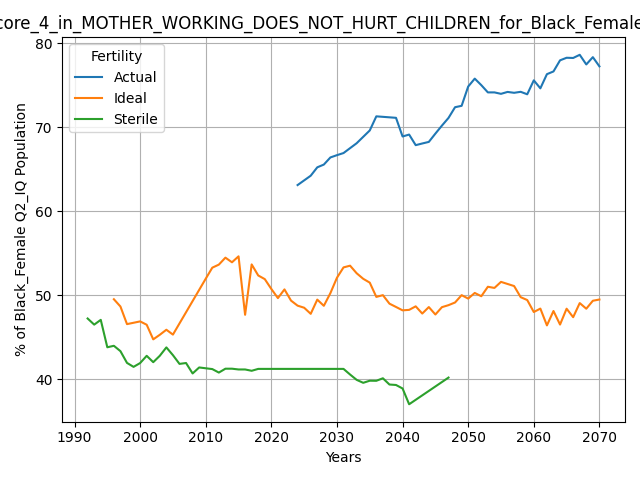 core_4_in_MOTHER_WORKING_DOES_NOT_HURT_CHILDREN_for_Black_Female
Fertility
Actual
Ideal
Sterile
% of Black_Female Q2_IQ Population
80
70
60
50
40
1990 2000 2010 2020 2030 2040 2050 2060 2070
Years